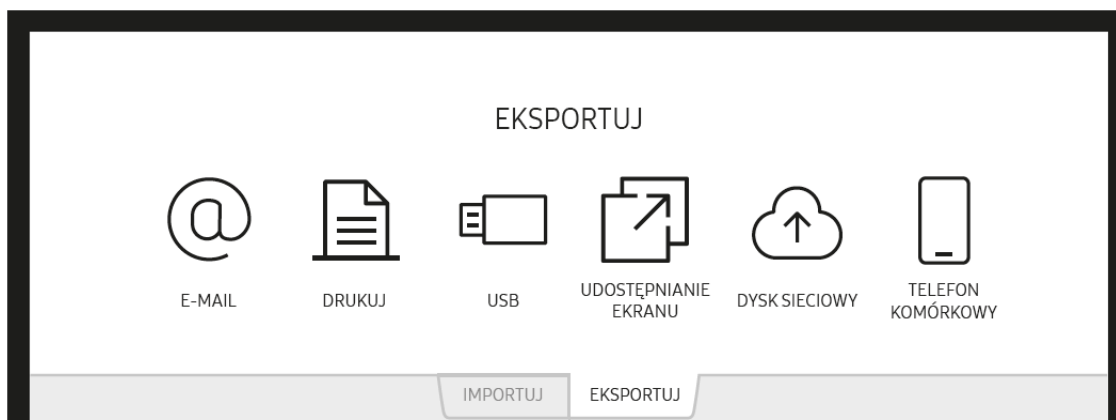 EKSPORTUJ
E-MAIL
DRUKUJ
USB
UDOSTĘPNIANIE
EKRANU
DYSK SIECIOWY
TELEFON
KOMÓRKOWY
IMPORTUJ
EKSPORTUJ